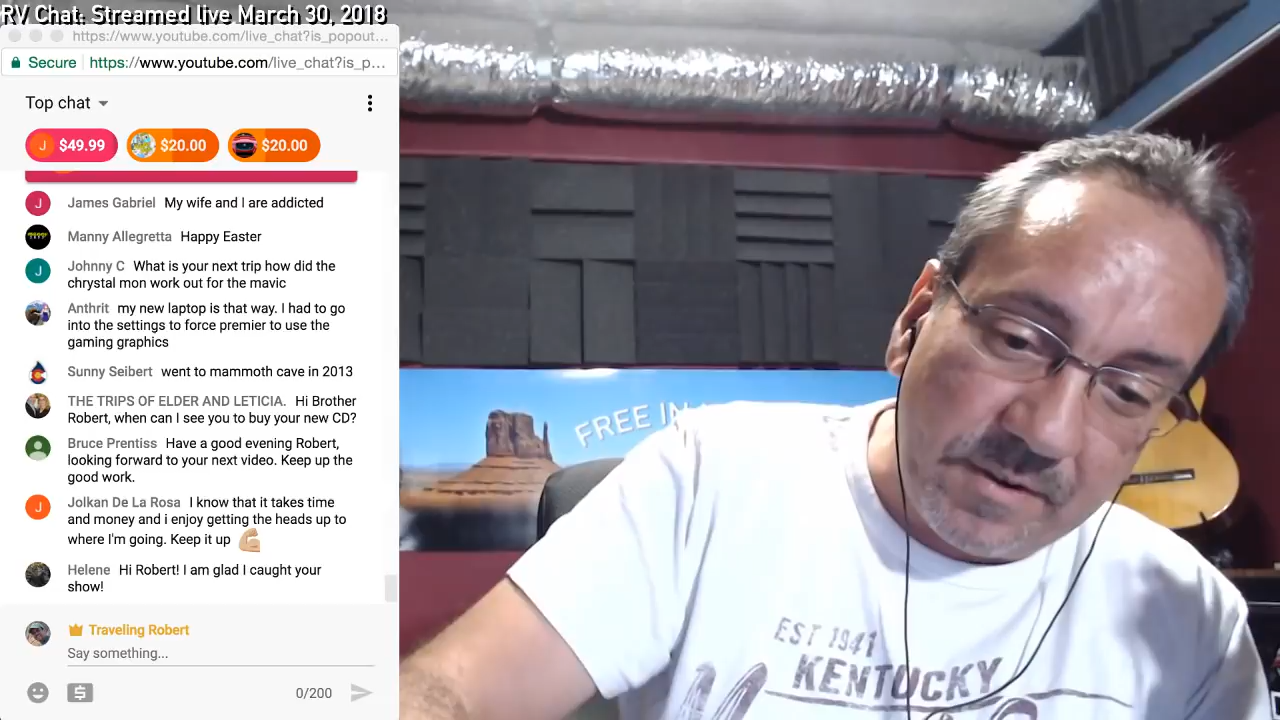 RV Chat: Streamed live March 30, 2018
https://www.youtube.com/live_chat?is_popout...
Secure https://www.youtube.com/live_chat?is_p...
Top chat
J $49.99 $20.00 $20.00
J James Gabriel My wife and I are addicted
Manny Allegretta Happy Easter
J Johnny C What is your next trip how did the
chrystal mon work out for the mavic
Anthrit my new laptop is that way. I had to go
into the settings to force premier to use the
gaming graphics
Sunny Seibert went to mammoth cave in 2013
THE TRIPS OF ELDER AND LETICIA. Hi Brother
Robert, when can I see you to buy your new CD?
Bruce Prentiss Have a good evening Robert,
looking forward to your next video. Keep up the
good work.
J Jolkan De La Rosa I know that it takes time
and money and i enjoy getting the heads up to
where I'm going. Keep it up
Helene Hi Robert! I am glad I caught your
show!
Traveling Robert
Say something...
$ 0/200
FREE IN
EST 1941
KENTUCKY